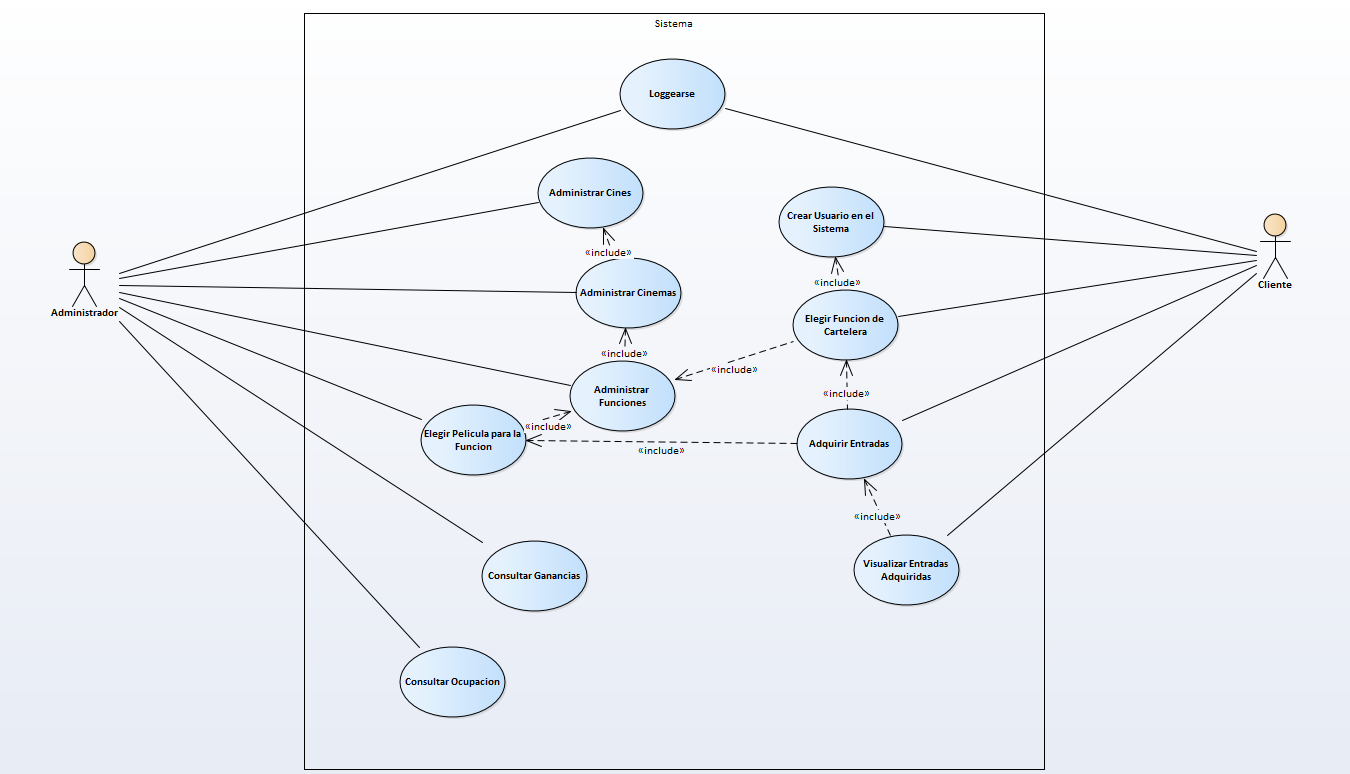 Sistema
Loggearse
Administrar Cines
Crear Usuario en el
Sistema
«include»
Administrador
Cliente
«include»
Administrar Cinemas
Elegir Funcion de
Cartelera
«include»
«include»
Administrar
Funciones
«include»
Elegir Pelicula para la
Funcion
«include»
Adquirir Entradas
«include»
«include»
Visualizar Entradas
Adquiridas
Consultar Ganancias
Consultar Ocupacion